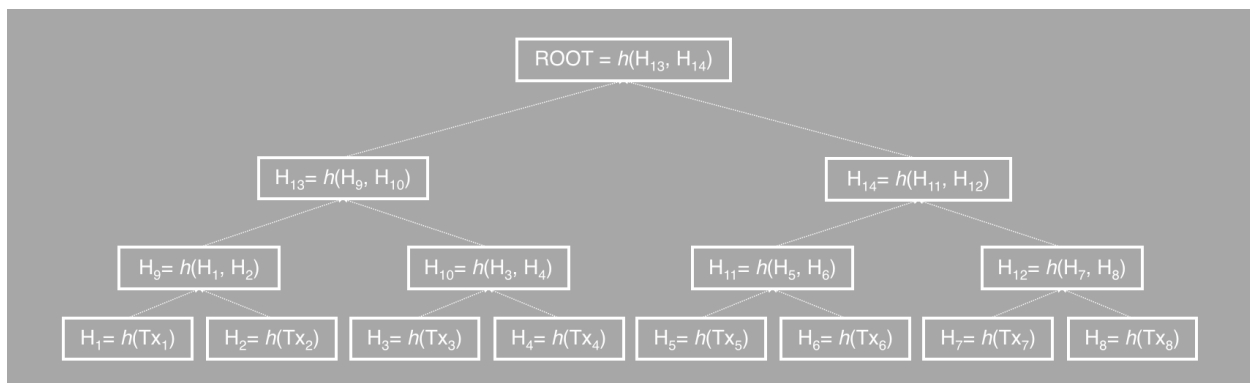 ROOT = h(H₁₃, H₁₄)
H₁₃= h(H₉, H₁₀)
H₁₄= h(H₁₁, H₁₂)
H₉= h(H₁, H₂)
H₁₀= h(H₃, H₄)
H₁₁= h(H₅, H₆)
H₁₂= h(H₇, H₈)
H₁= h(Tx₁)
H₂= h(Tx₂)
H₃= h(Tx₃)
H₄= h(Tx₄)
H₅= h(Tx₅)
H₆= h(Tx₆)
H₇= h(Tx₇)
H₈= h(Tx₈)